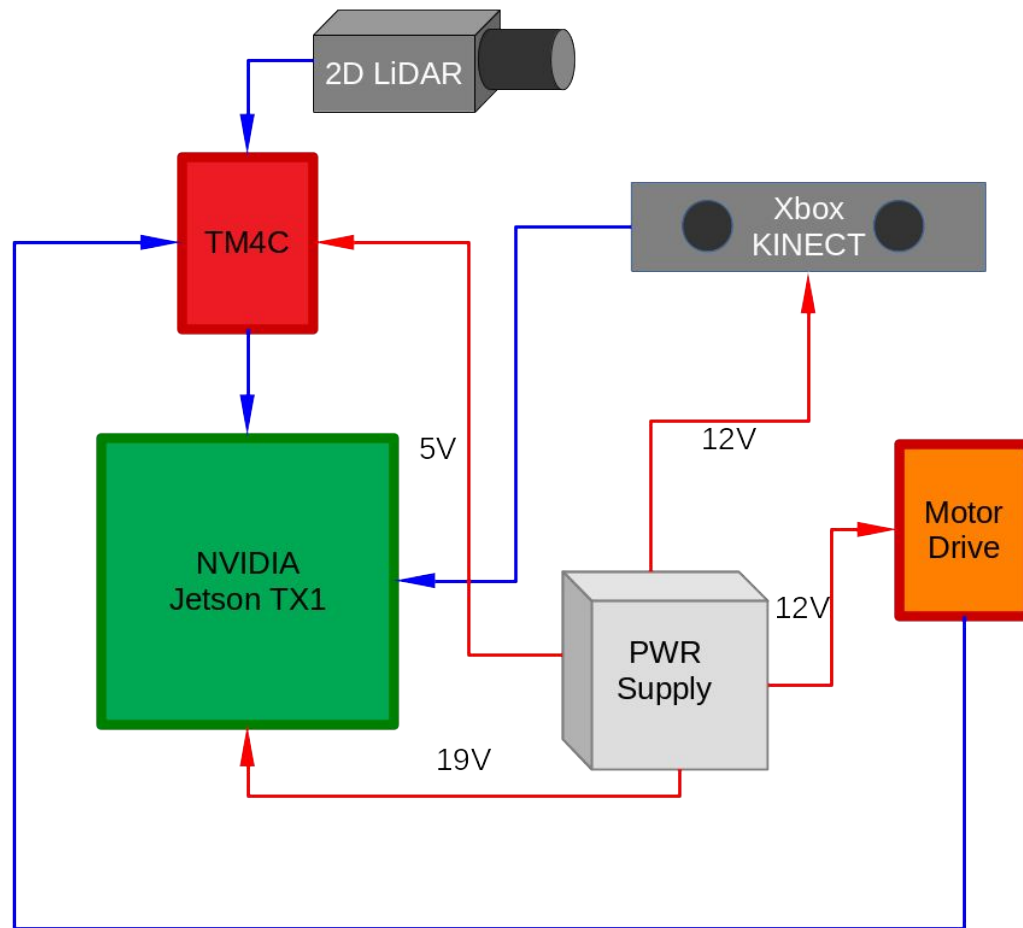 2D LiDAR
TM4C
Xbox
KINECT
5V
12V
Motor
Drive
NVIDIA
Jetson TX1
12V
PWR
Supply
19V